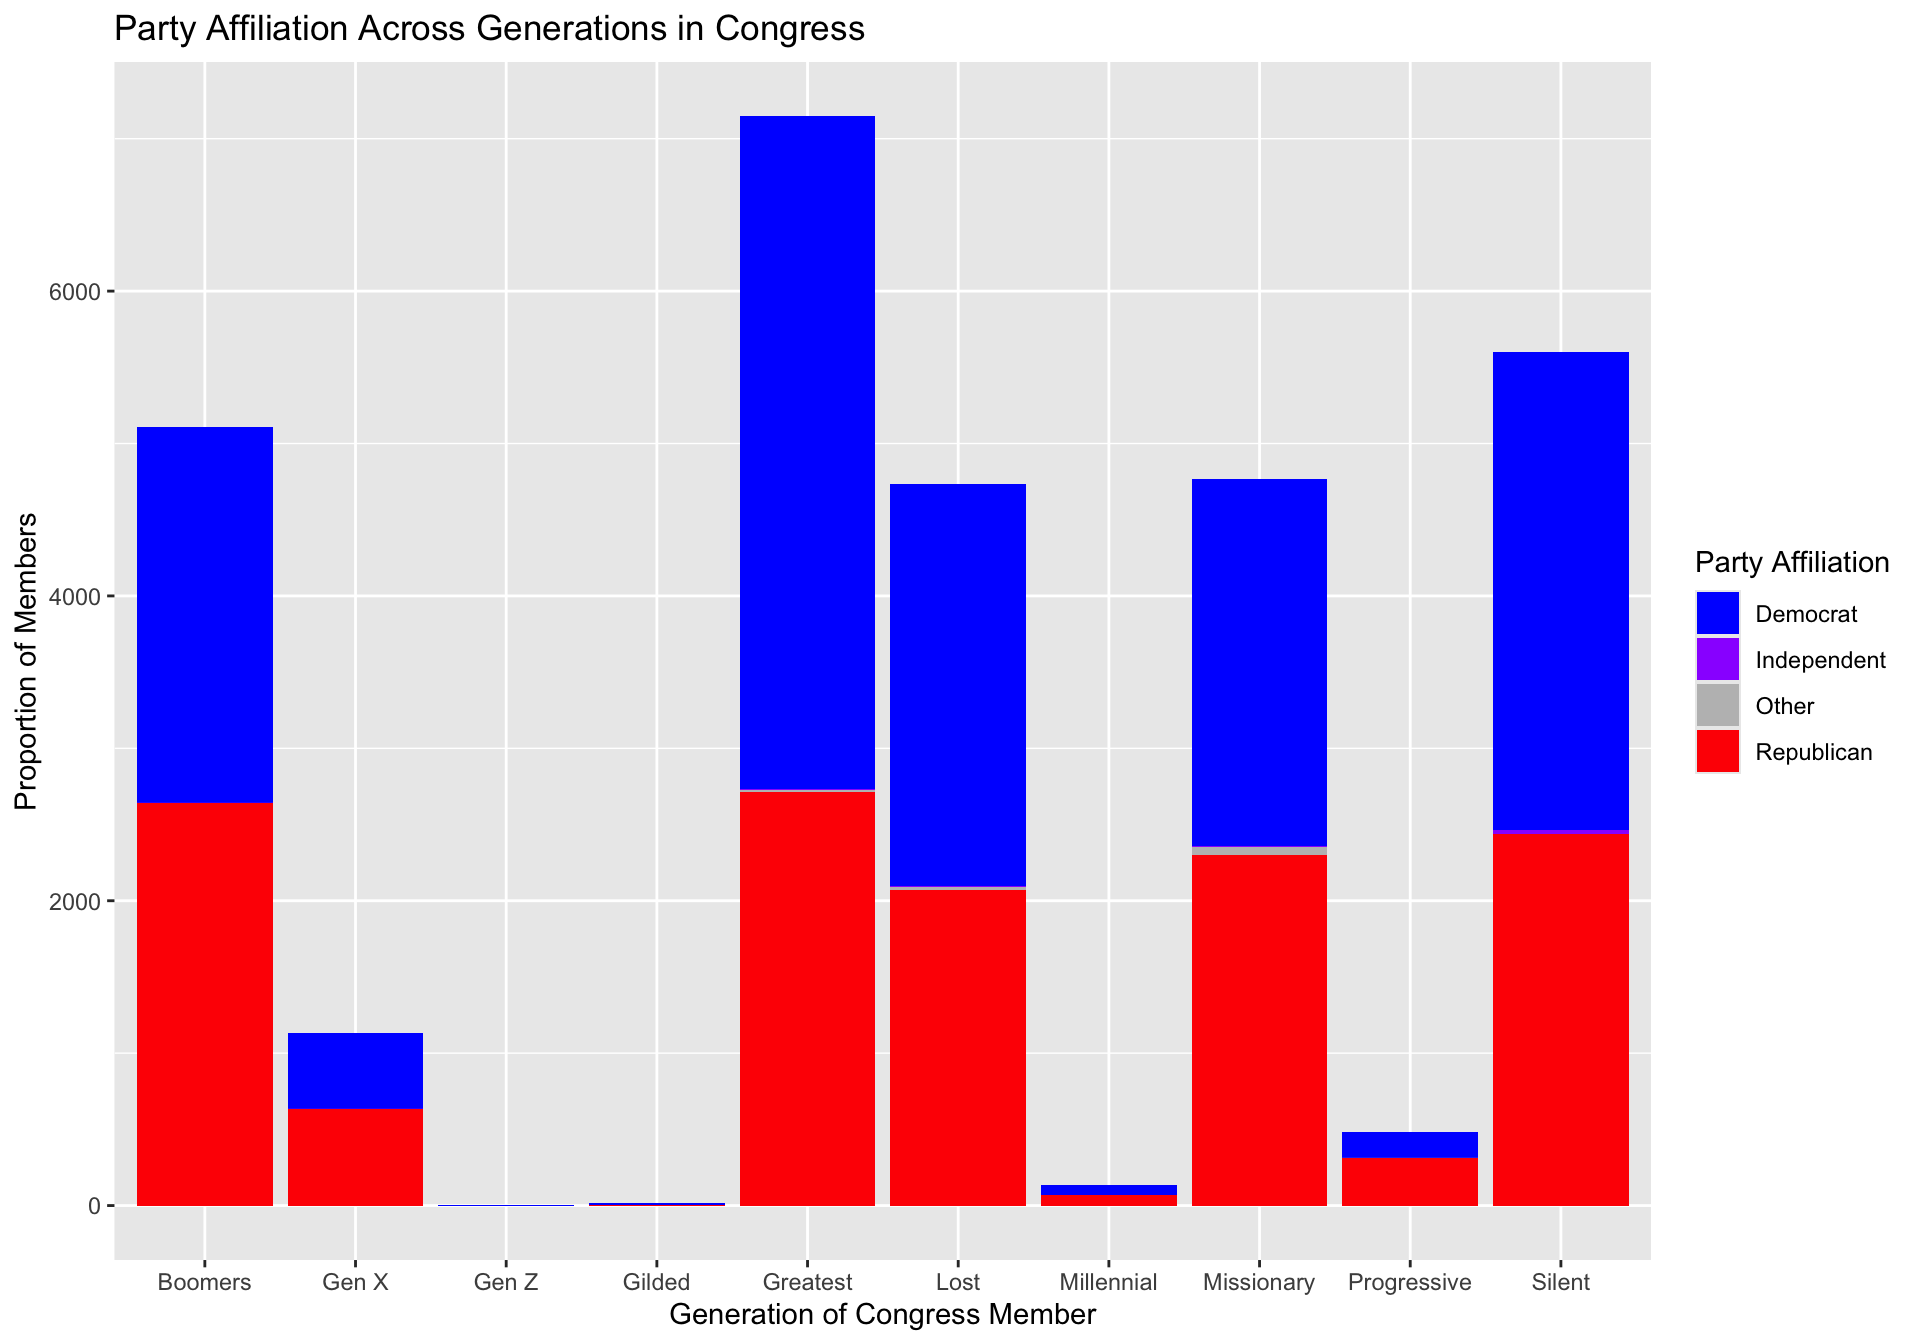 Party Affiliation Across Generations in Congress
Proportion of Members
6000
4000
2000
0
Boomers Gen X Gen Z Gilded Greatest Lost Millennial Missionary Progressive Silent
Generation of Congress Member
Party Affiliation
Democrat
Independent
Other
Republican